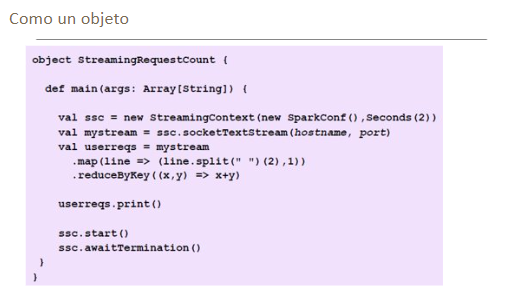 Como un objeto
object StreamingRequestCount {
def main(args: Array[String]) {
val ssc = new StreamingContext(new SparkConf(),Seconds(2))
val mystream = ssc.socketTextStream(hostname, port)
val userreqs = mystream
.map(line => (line.split(" ")(2),1))
.reduceByKey((x,y) => x+y)
userreqs.print()
ssc.start()
ssc.awaitTermination()
}
}